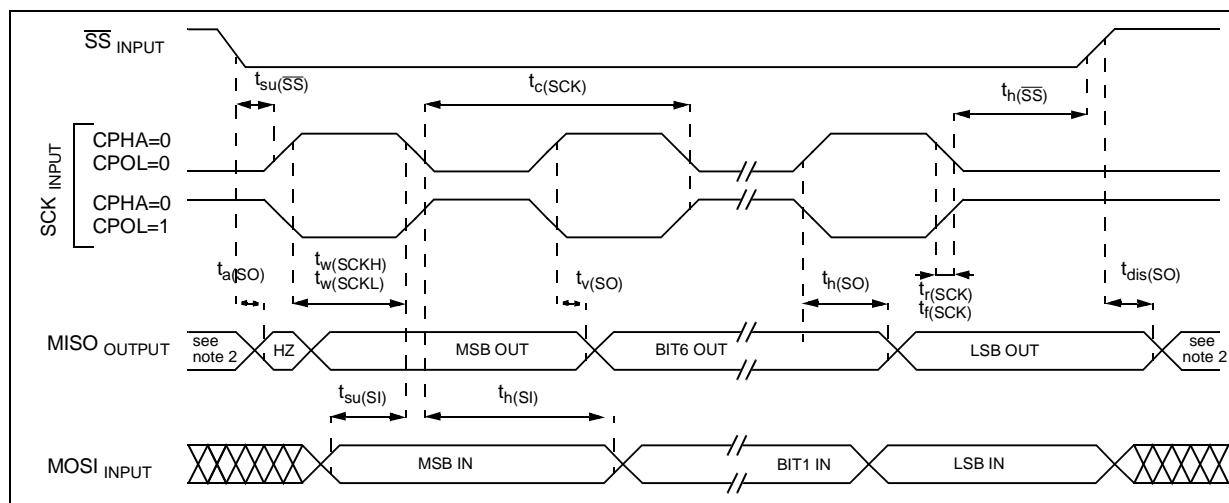 SS INPUT
tsu(SS)
tc(SCK)
th(SS)
SCK INPUT
CPHA=0
CPOL=0
CPHA=0
CPOL=1
ta(SO)
tw(SCKH)
tw(SCKL)
tv(SO)
th(SO)
tr(SCK)
tf(SCK)
tdis(SO)
MISO OUTPUT
see
note 2
HZ
MSB OUT
BIT6 OUT
LSB OUT
see
note 2
tsu(SI)
th(SI)
MOSI INPUT
MSB IN
BIT1 IN
LSB IN